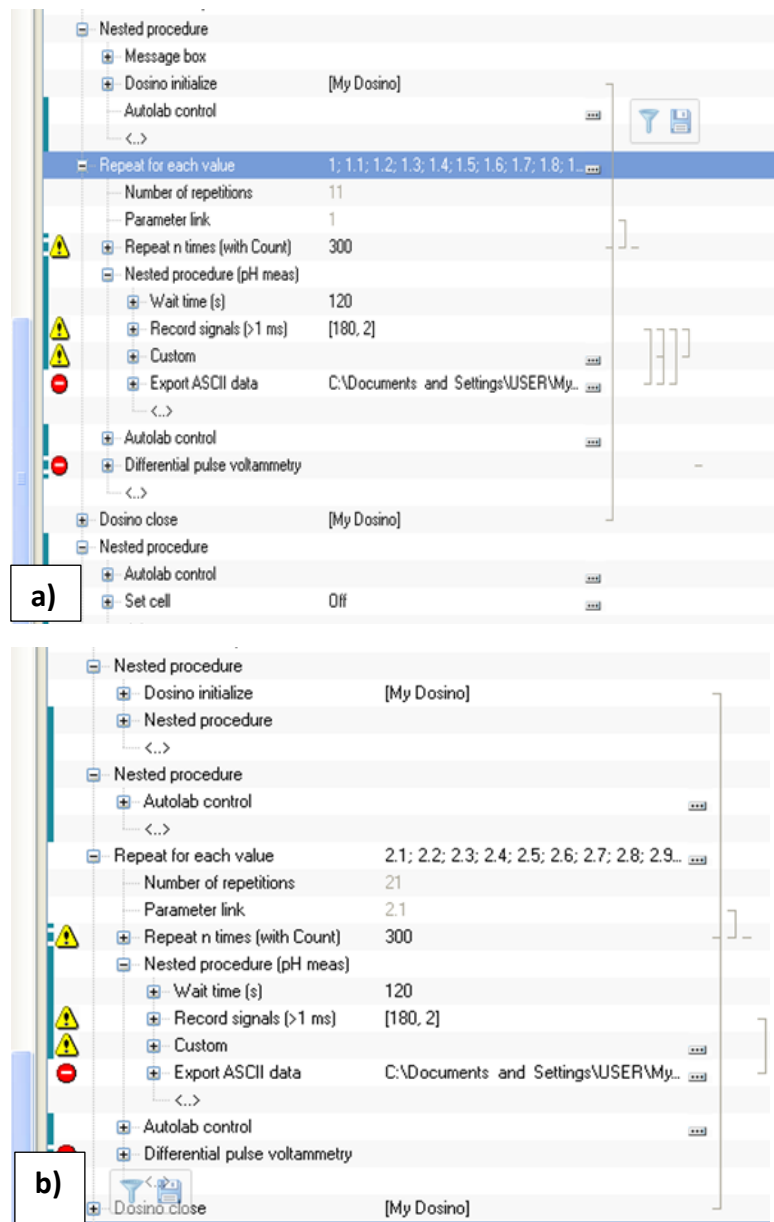 Nested procedure
Message box
Dosino initialize [My Dosino]
Autolab control ...
<..>
Repeat for each value 1; 1.1; 1.2; 1.3; 1.4; 1.5; 1.6; 1.7; 1.8; 1... ...
Number of repetitions 11
Parameter link 1
Repeat n times (with Count) 300
Nested procedure (pH meas)
Wait time (s) 120
Record signals (>1 ms) [180, 2]
Custom ...
Export ASCII data C:\Documents and Settings\USER\My... ...
<..>
Autolab control ...
Differential pulse voltammetry
<..>
Dosino close [My Dosino]
Nested procedure
Autolab control ...
Set cell Off ...
a)
Nested procedure
Dosino initialize [My Dosino]
Nested procedure
<..>
Nested procedure
Autolab control ...
<..>
Repeat for each value 2.1; 2.2; 2.3; 2.4; 2.5; 2.6; 2.7; 2.8; 2.9... ...
Number of repetitions 21
Parameter link 2.1
Repeat n times (with Count) 300
Nested procedure (pH meas)
Wait time (s) 120
Record signals (>1 ms) [180, 2]
Custom ...
Export ASCII data C:\Documents and Settings\USER\My... ...
<..>
Autolab control ...
Differential pulse voltammetry
<..>
Dosino close [My Dosino]
b)